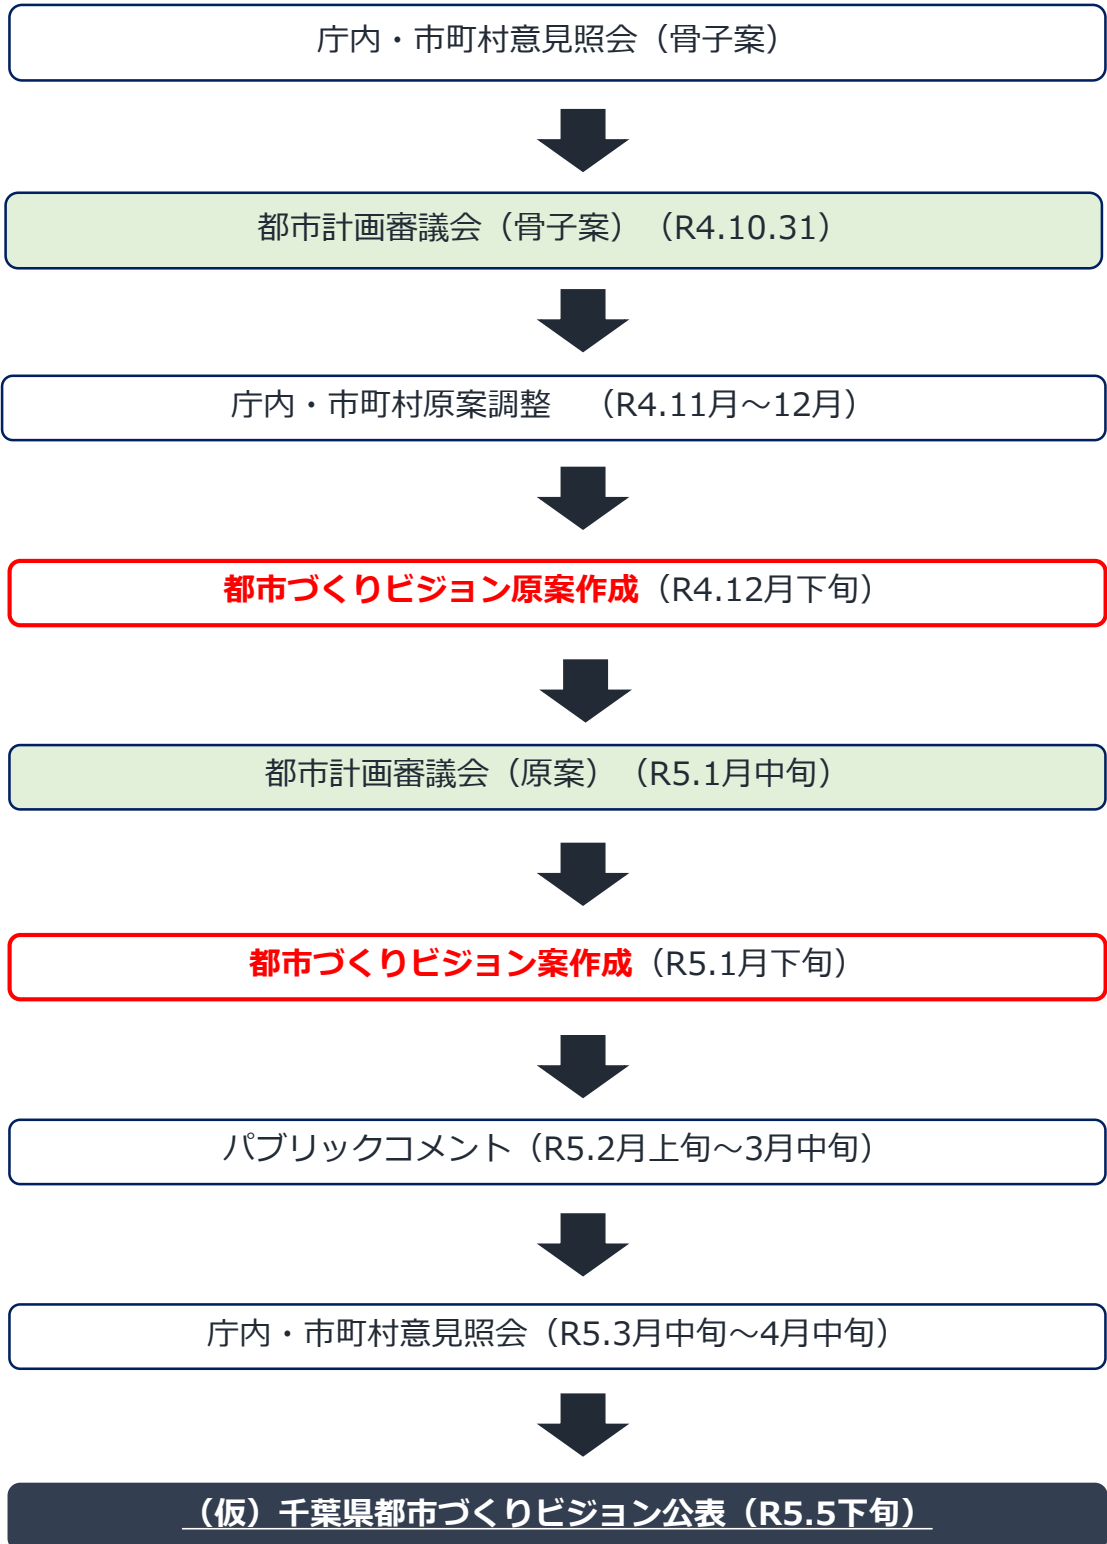 庁内・市町村意見照会（骨子案）
都市計画審議会（骨子案）（R4.10.31）
庁内・市町村原案調整　（R4.11月～12月）
都市づくりビジョン原案作成（R4.12月下旬）
都市計画審議会（原案）（R5.1月中旬）
都市づくりビジョン案作成（R5.1月下旬）
パブリックコメント（R5.2月上旬～3月中旬）
庁内・市町村意見照会（R5.3月中旬～4月中旬）
（仮）千葉県都市づくりビジョン公表（R5.5下旬）